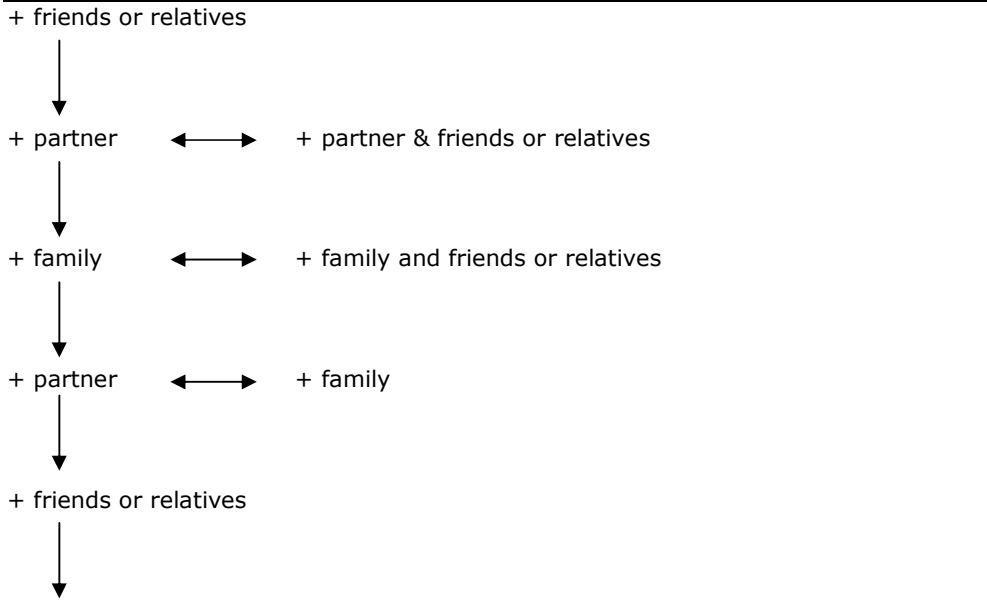 + friends or relatives
+ partner + partner & friends or relatives
+ family + family and friends or relatives
+ partner + family
+ friends or relatives